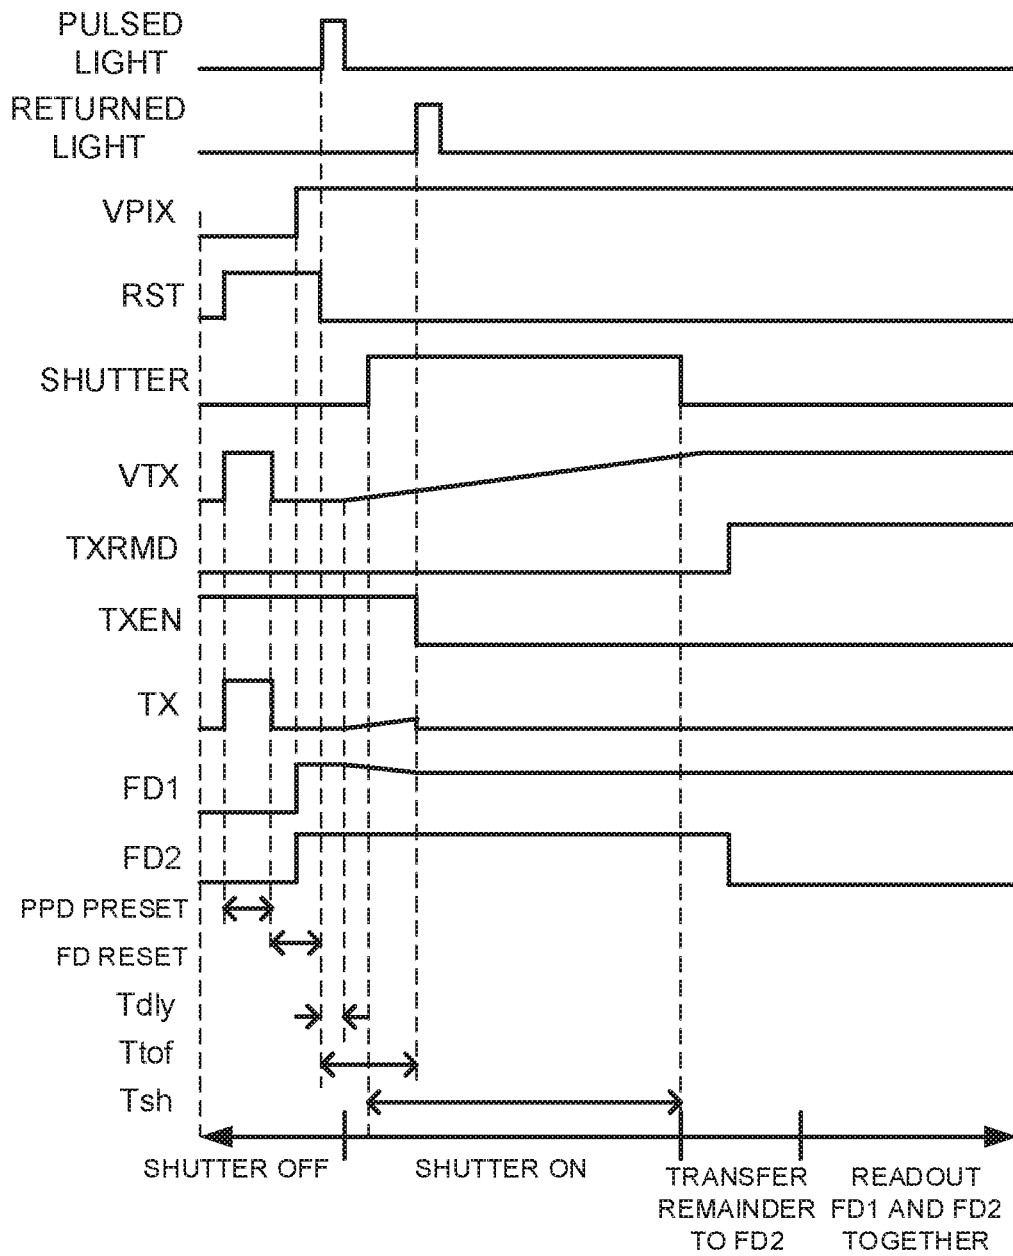 PULSED
LIGHT
RETURNED
LIGHT
VPIX
RST
SHUTTER
VTX
TXRMD
TXEN
TX
FD1
FD2
PPD PRESET
FD RESET
Tdly
Ttof
Tsh
SHUTTER OFF
SHUTTER ON
TRANSFER
REMAINDER
TO FD2
READOUT
FD1 AND FD2
TOGETHER